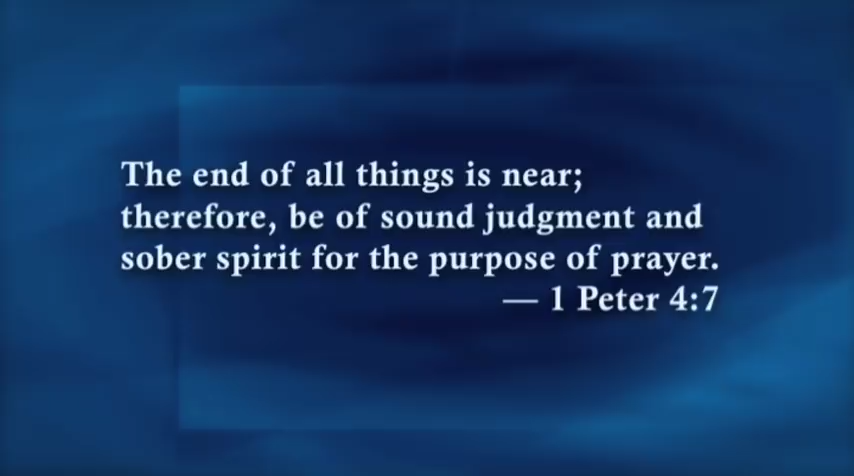 The end of all things is near;
therefore, be of sound judgment and
sober spirit for the purpose of prayer.
— 1 Peter 4:7